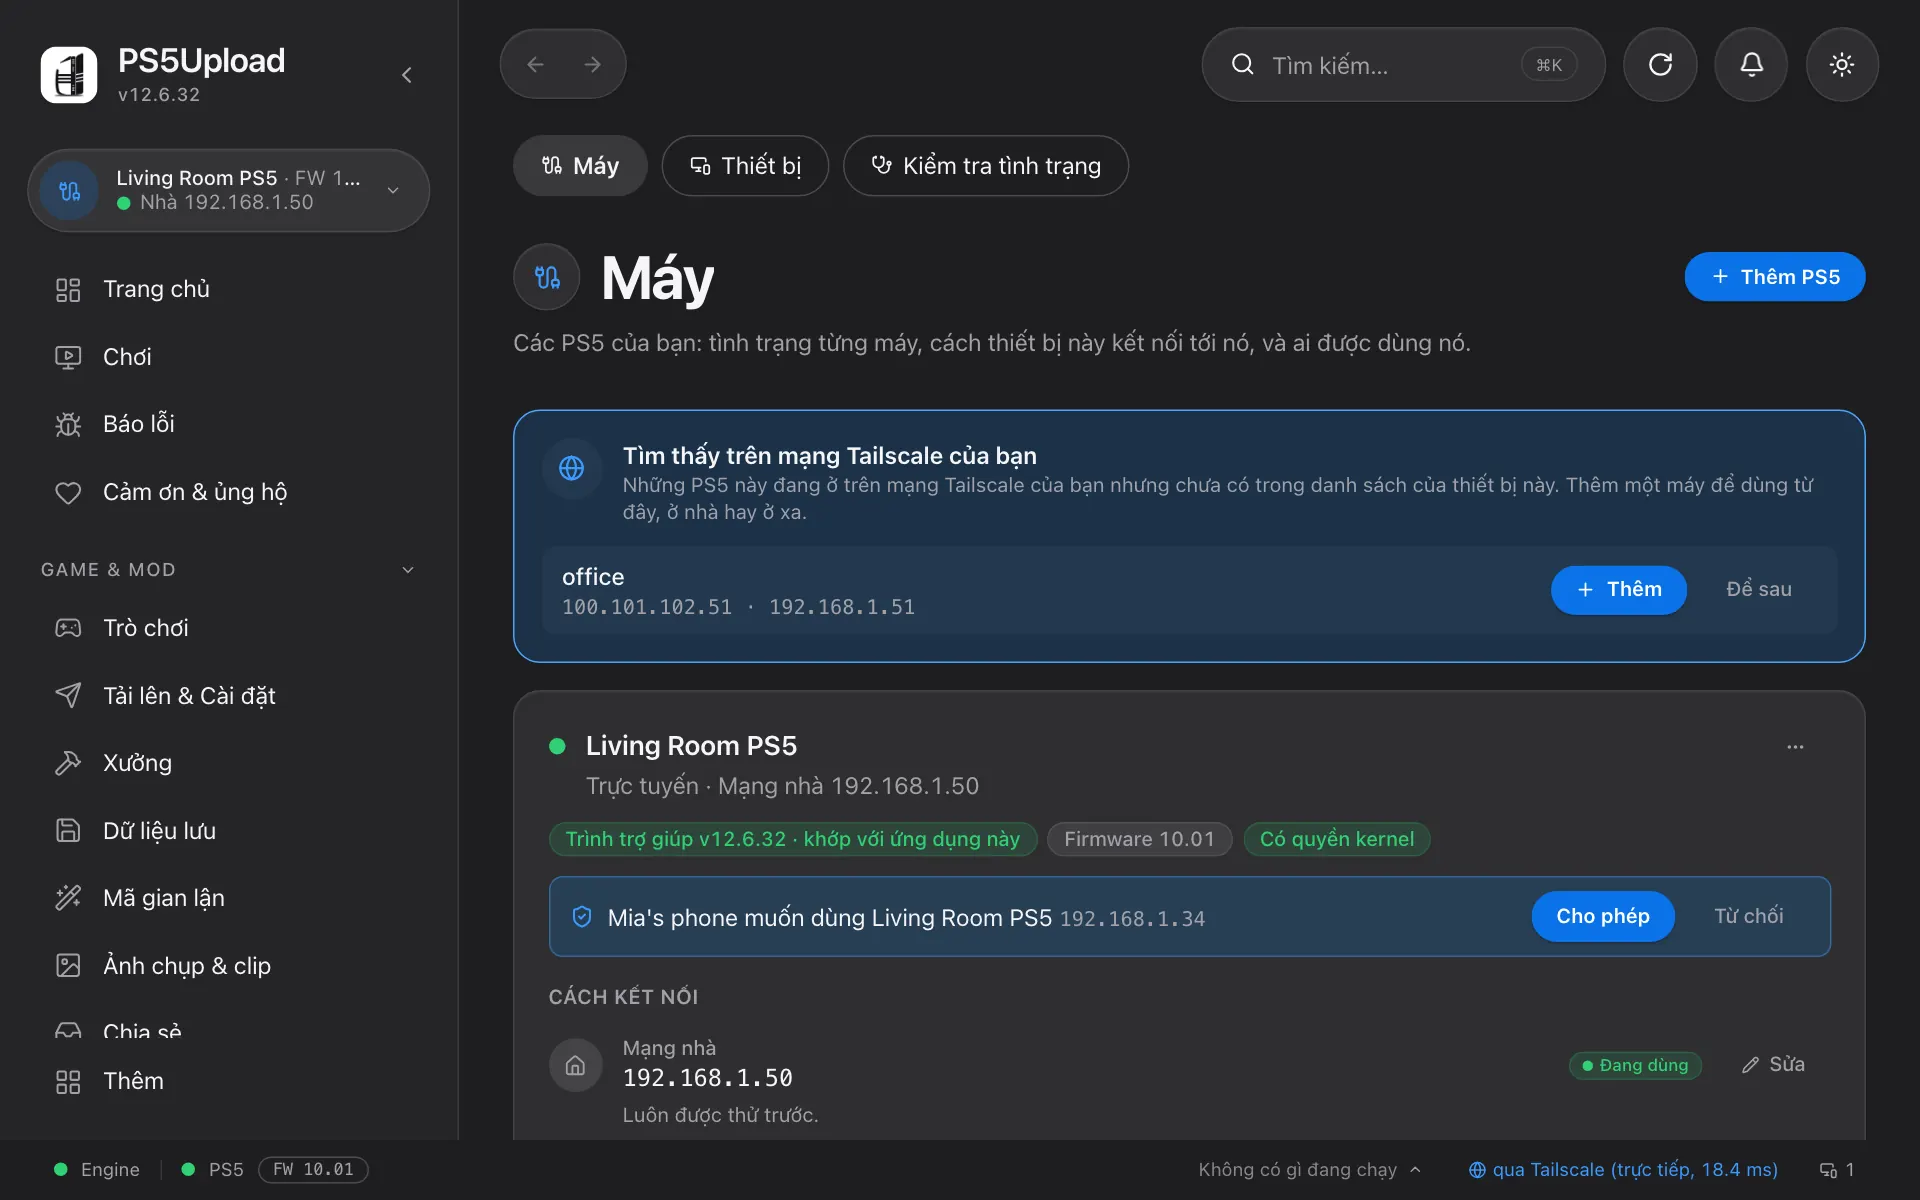 PS5Upload
v12.6.32
Living Room PS5 · FW 1...
Nhà 192.168.1.50
Trang chủ
Chơi
Báo lỗi
Cảm ơn & ủng hộ
GAME & MOD
Trò chơi
Tải lên & Cài đặt
Xưởng
Dữ liệu lưu
Mã gian lận
Ảnh chụp & clip
Chia sẻ
Thêm
Tìm kiếm...
⌘K
Máy
Thiết bị
Kiểm tra tình trạng
Máy
+ Thêm PS5
Các PS5 của bạn: tình trạng từng máy, cách thiết bị này kết nối tới nó, và ai được dùng nó.
Tìm thấy trên mạng Tailscale của bạn
Những PS5 này đang ở trên mạng Tailscale của bạn nhưng chưa có trong danh sách của thiết bị này. Thêm một máy để dùng từ
đây, ở nhà hay ở xa.
office
100.101.102.51 · 192.168.1.51
+ Thêm
Để sau
Living Room PS5
...
Trực tuyến · Mạng nhà 192.168.1.50
Trình trợ giúp v12.6.32 · khớp với ứng dụng này
Firmware 10.01
Có quyền kernel
Mia's phone muốn dùng Living Room PS5 192.168.1.34
Cho phép
Từ chối
CÁCH KẾT NỐI
Mạng nhà
192.168.1.50
Luôn được thử trước.
Đang dùng
Sửa
Engine
PS5
FW 10.01
Không có gì đang chạy
qua Tailscale (trực tiếp, 18.4 ms)
1